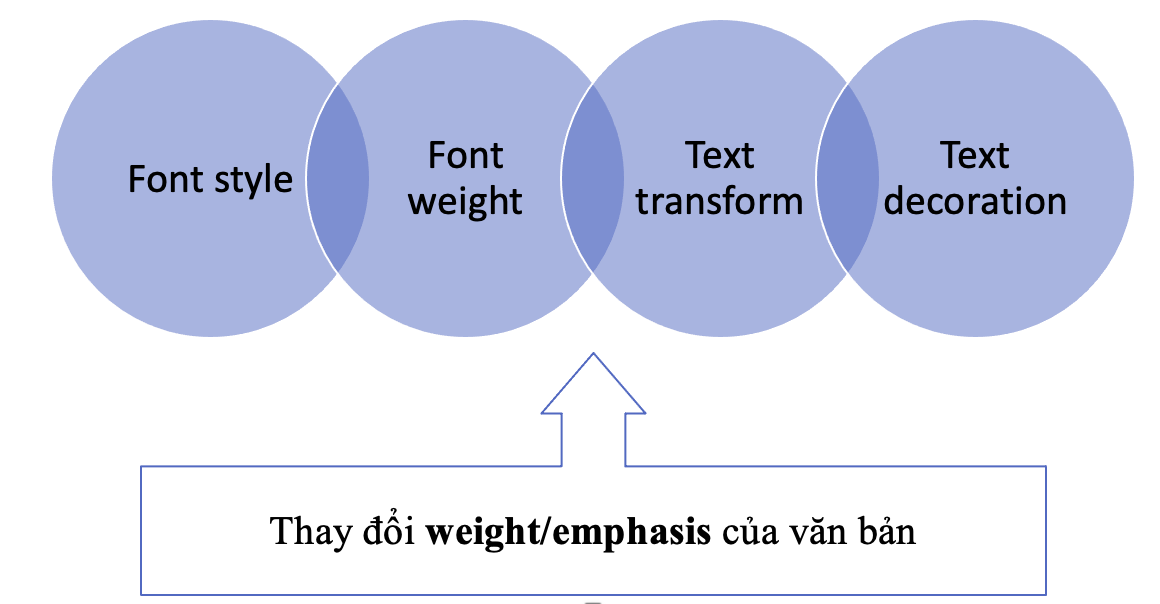 Font style
Font
weight
Text
transform
Text
decoration
Thay đổi weight/emphasis của văn bản